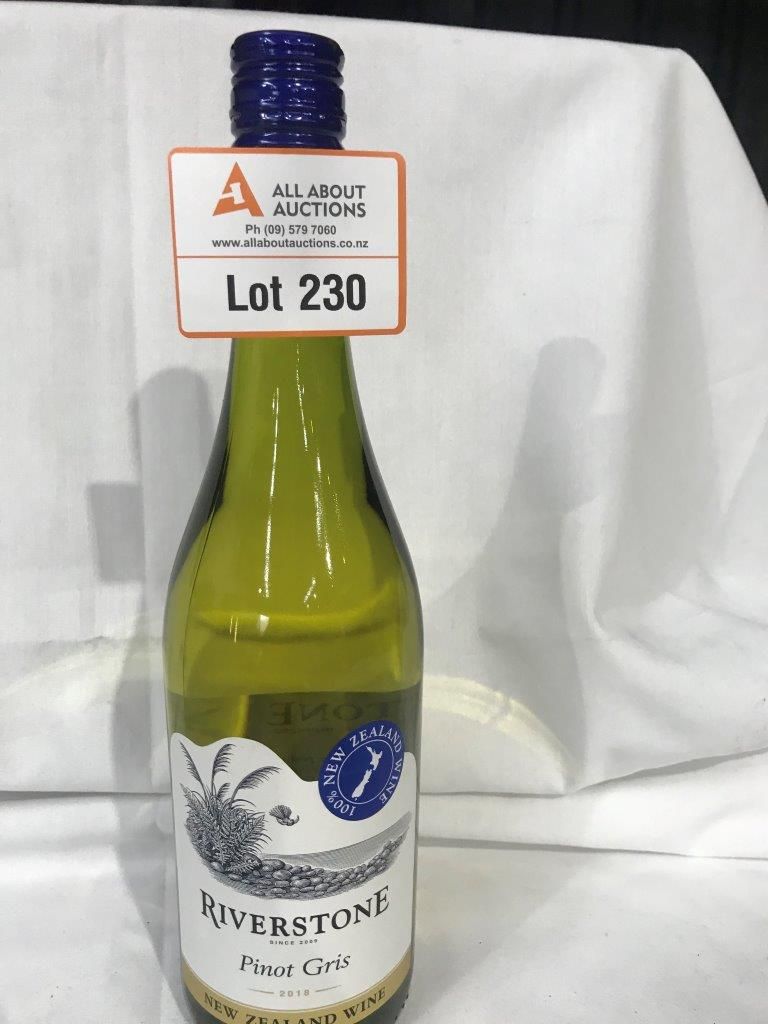 ALL ABOUT
AUCTIONS
Ph (09) 579 7060
www.allaboutauctions.co.nz
Lot 230
100% NEW ZEALAND WINE
RIVERSTONE
SINCE 2009
Pinot Gris
2018
NEW ZEALAND WINE